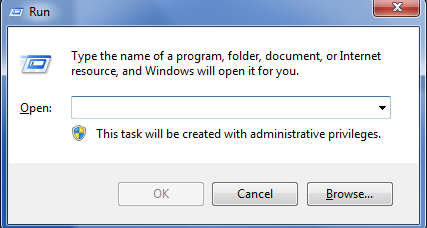 Run
Type the name of a program, folder, document, or Internet
resource, and Windows will open it for you.
Open:
This task will be created with administrative privileges.
OK
Cancel
Browse...